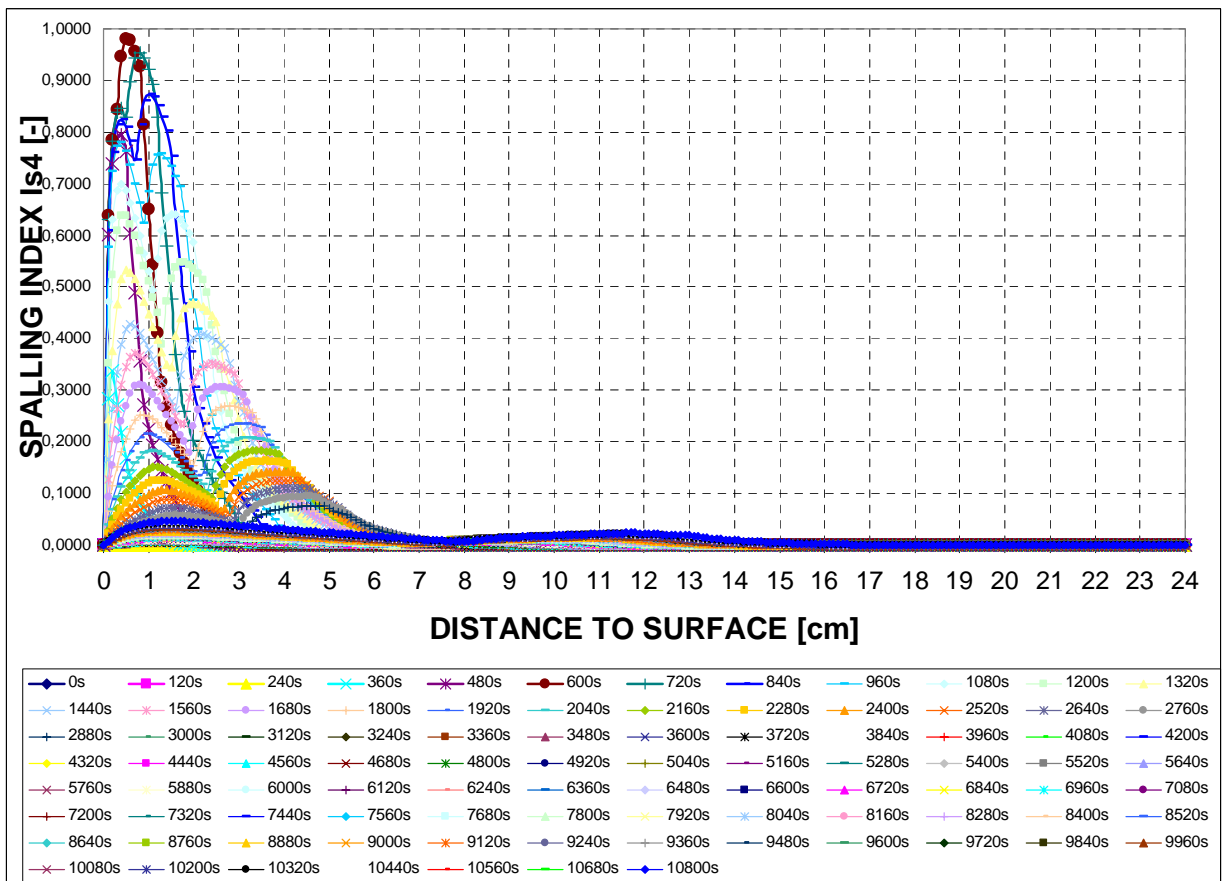 1,0000
0,9000
0,8000
0,7000
0,6000
0,5000
0,4000
0,3000
0,2000
0,1000
0,0000
SPALLING INDEX Is4 [-]
0 1 2 3 4 5 6 7 8 9 10 11 12 13 14 15 16 17 18 19 20 21 22 23 24
DISTANCE TO SURFACE [cm]
0s 120s 240s 360s 480s 600s 720s 840s 960s 1080s 1200s 1320s
1440s 1560s 1680s 1800s 1920s 2040s 2160s 2280s 2400s 2520s 2640s 2760s
2880s 3000s 3120s 3240s 3360s 3480s 3600s 3720s 3840s 3960s 4080s 4200s
4320s 4440s 4560s 4680s 4800s 4920s 5040s 5160s 5280s 5400s 5520s 5640s
5760s 5880s 6000s 6120s 6240s 6360s 6480s 6600s 6720s 6840s 6960s 7080s
7200s 7320s 7440s 7560s 7680s 7800s 7920s 8040s 8160s 8280s 8400s 8520s
8640s 8760s 8880s 9000s 9120s 9240s 9360s 9480s 9600s 9720s 9840s 9960s
10080s 10200s 10320s 10440s 10560s 10680s 10800s